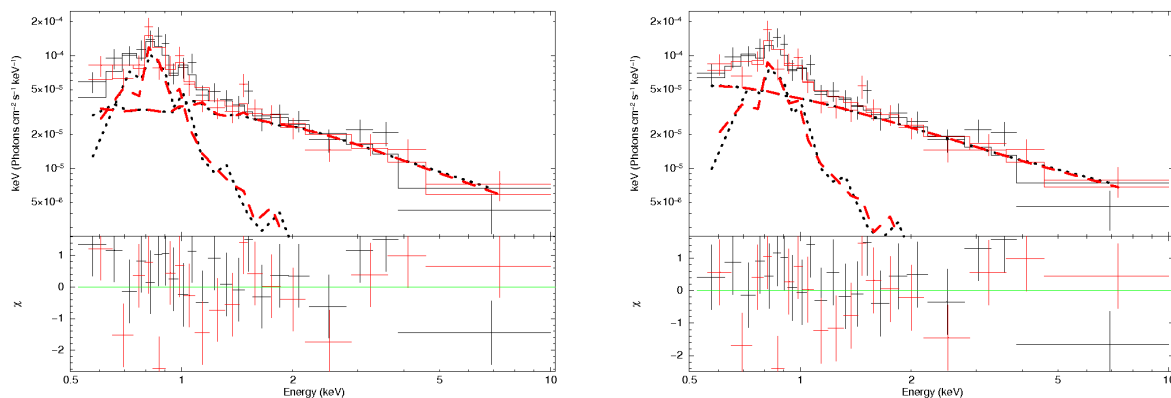 2×10⁻⁴
10⁻⁴
5×10⁻⁵
2×10⁻⁵
10⁻⁵
5×10⁻⁶
keV (Photons cm⁻² s⁻¹ keV⁻¹)
1
0
−1
−2
χ
0.5 1 2 5 10
Energy (keV)
2×10⁻⁴
10⁻⁴
5×10⁻⁵
2×10⁻⁵
10⁻⁵
5×10⁻⁶
keV (Photons cm⁻² s⁻¹ keV⁻¹)
1
0
−1
−2
χ
0.5 1 2 5 10
Energy (keV)